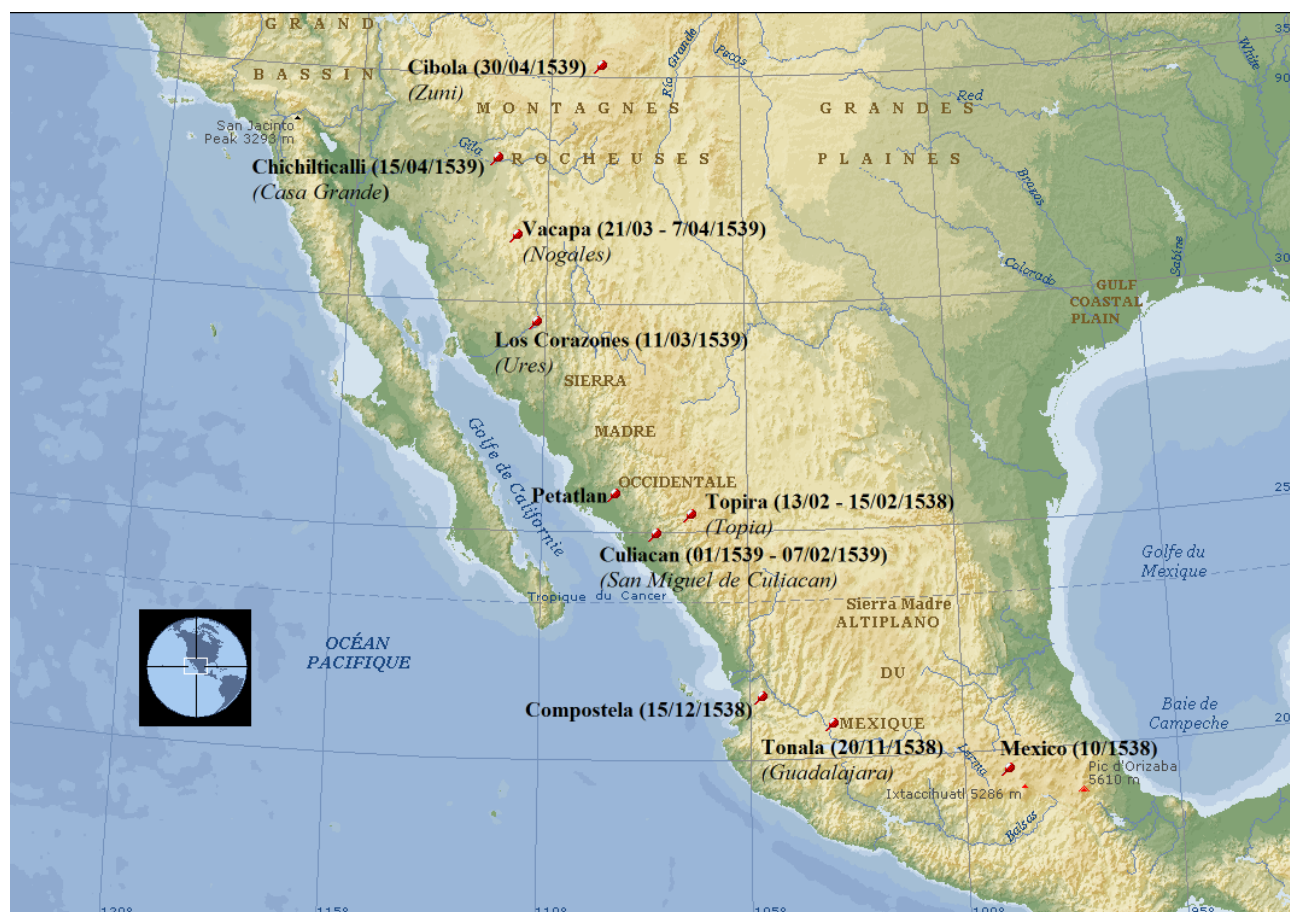 GRAND
BASSIN
Cibola (30/04/1539)
(Zuni)
Rio Grande
Pecos
White
35
90
MONTAGNES
GRANDES
Red
San Jacinto
Peak 3293 m
Gila
ROCHEUSES
PLAINES
Chichilticalli (15/04/1539)
(Casa Grande)
Brazos
Vacapa (21/03 - 7/04/1539)
(Nogales)
Sabine
Colorado
30
GULF
COASTAL
PLAIN
Los Corazones (11/03/1539)
(Ures)
SIERRA
MADRE
Golfe de Californie
OCCIDENTALE
25
Petatlan
Topira (13/02 - 15/02/1538)
(Topia)
Culiacan (01/1539 - 07/02/1539)
(San Miguel de Culiacan)
Golfe du
Mexique
Tropique du Cancer
Sierra Madre
ALTIPLANO
OCÉAN
PACIFIQUE
DU
Compostela (15/12/1538)
MEXIQUE
Baie de
Campeche
20
Tonala (20/11/1538)
(Guadalajara)
Lerma
Mexico (10/1538)
Pic d'Orizaba
5610 m
Ixtaccihuatl 5286 m
Balsas
120°
115°
110°
105°
100°
95°